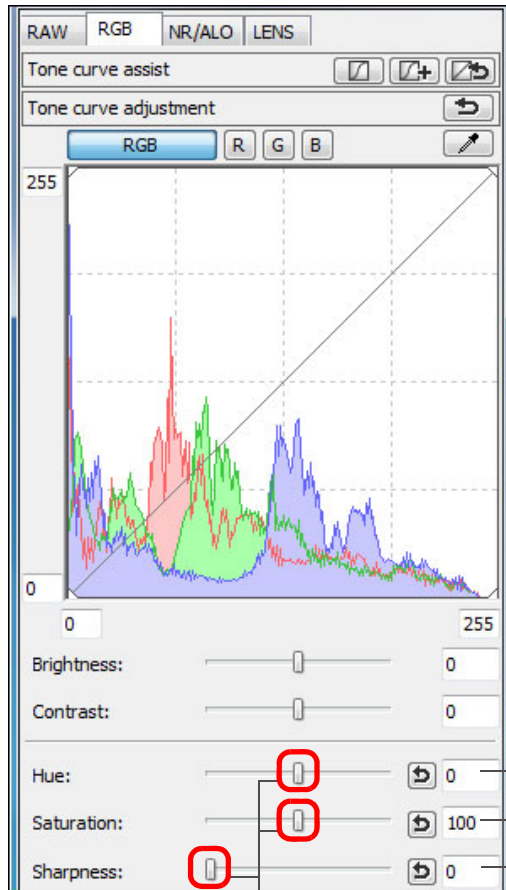 RAW RGB NR/ALO LENS
Tone curve assist
Tone curve adjustment
RGB R G B
255
0
0 255
Brightness: 0
Contrast: 0
Hue: 0
Saturation: 100
Sharpness: 0